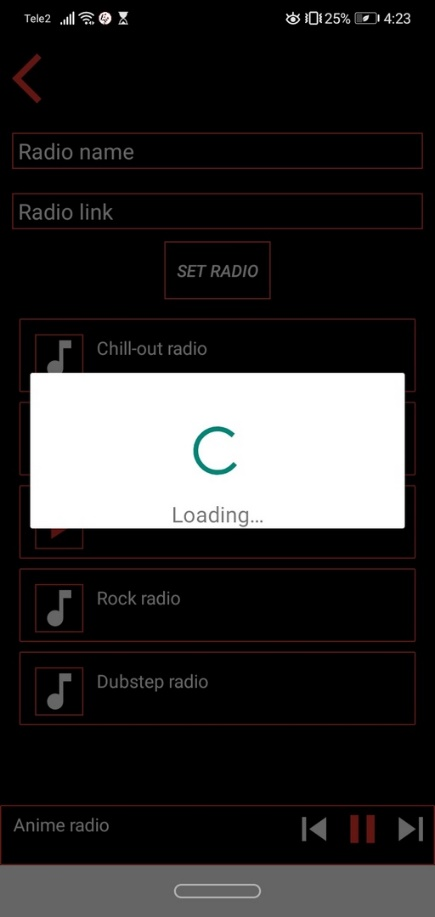 Tele2 25% 4:23
Radio name
Radio link
SET RADIO
Chill-out radio
Loading...
Rock radio
Dubstep radio
Anime radio